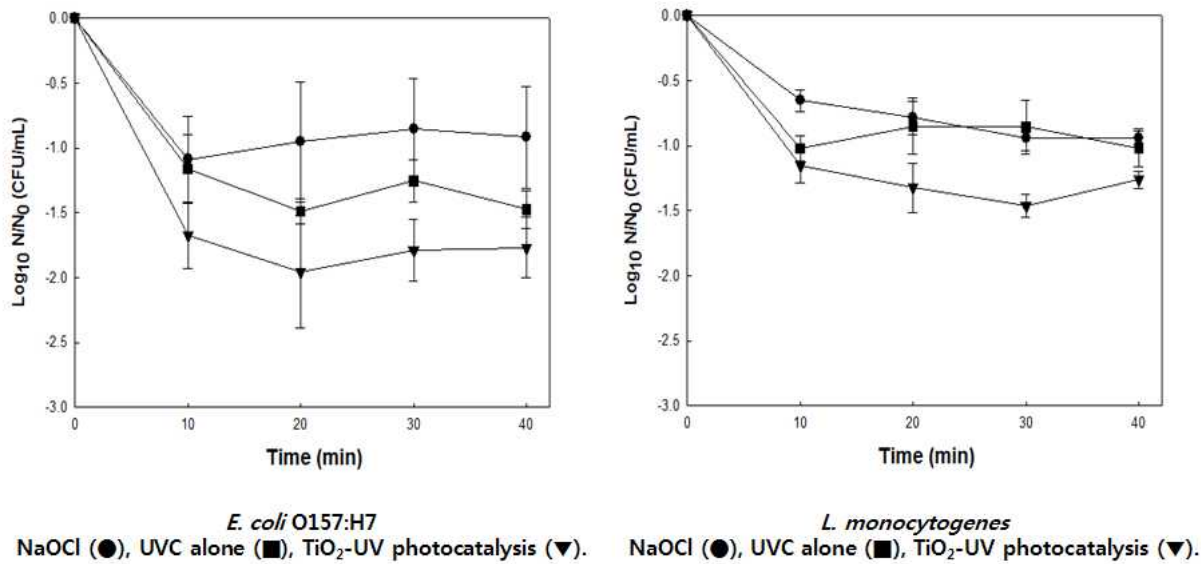 0.0
-0.5
-1.0
-1.5
-2.0
-2.5
-3.0
Log10 N/N0 (CFU/mL)
0 10 20 30 40
Time (min)
E. coli O157:H7
NaOCl (●), UVC alone (■), TiO2-UV photocatalysis (▼).
0.0
-0.5
-1.0
-1.5
-2.0
-2.5
-3.0
Log10 N/N0 (CFU/mL)
0 10 20 30 40
Time (min)
L. monocytogenes
NaOCl (●), UVC alone (■), TiO2-UV photocatalysis (▼).